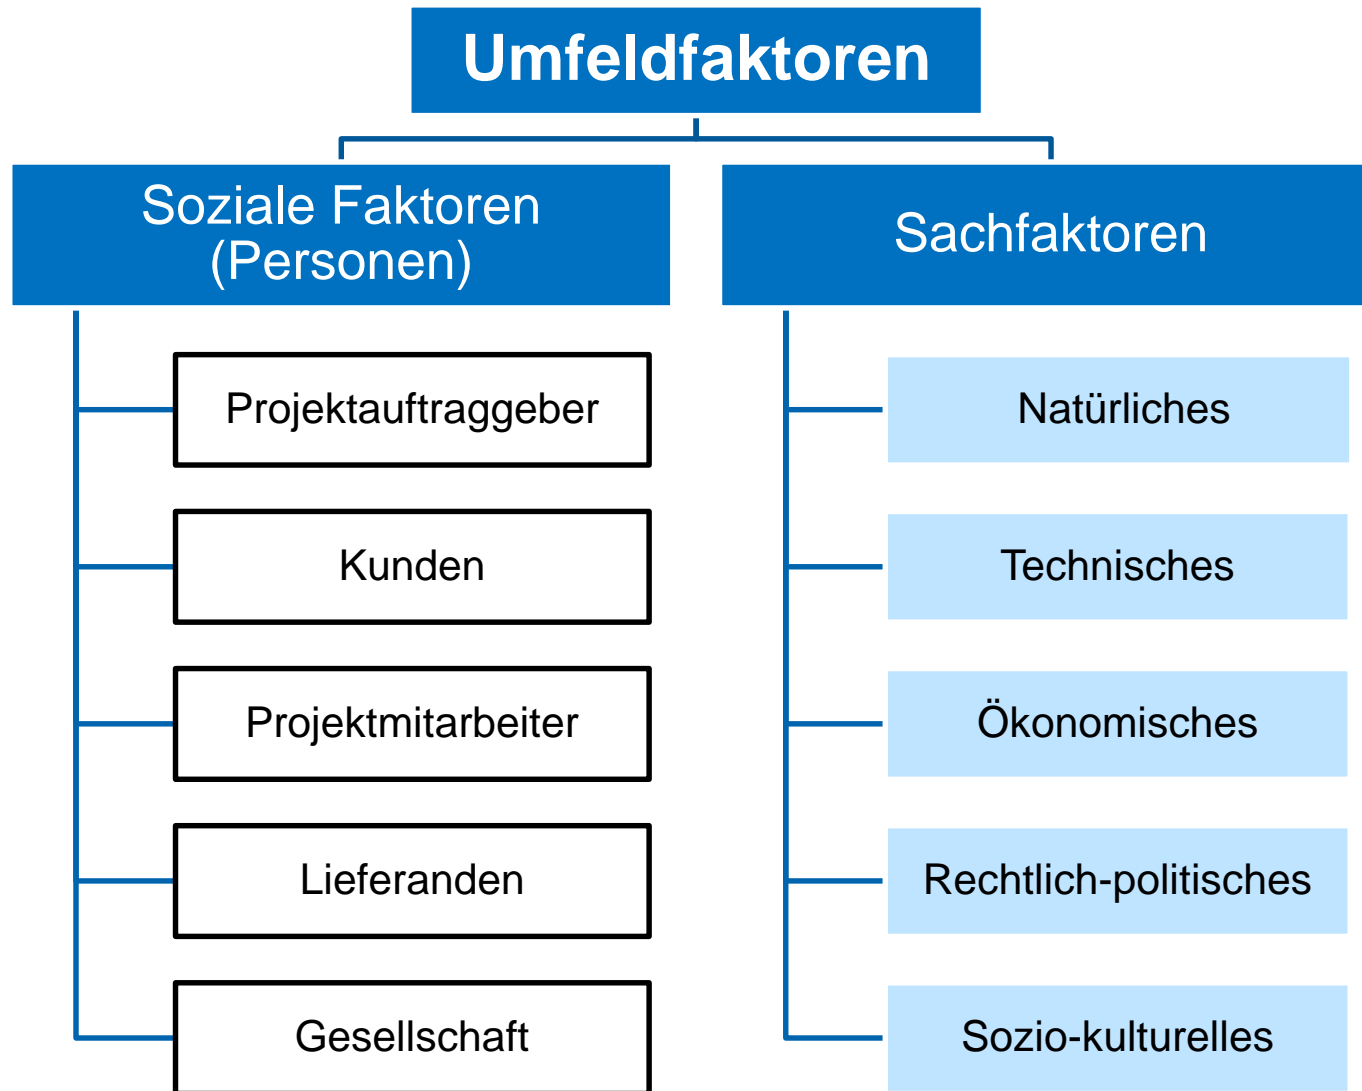 Umfeldfaktoren
Soziale Faktoren
(Personen)
Projektauftraggeber
Kunden
Projektmitarbeiter
Lieferanden
Gesellschaft
Sachfaktoren
Natürliches
Technisches
Ökonomisches
Rechtlich-politisches
Sozio-kulturelles